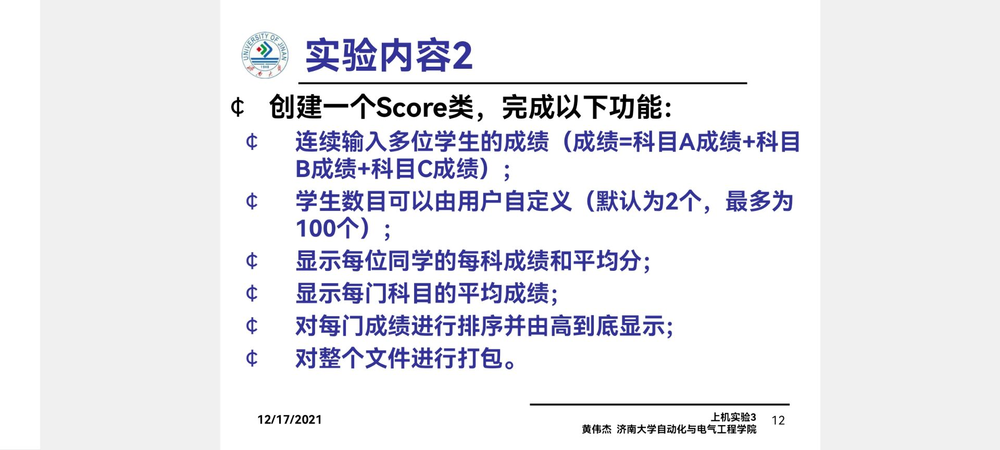 UNIVERSITY OF JINAN
1948
济南大学
实验内容2
¢ 创建一个Score类，完成以下功能：
¢ 连续输入多位学生的成绩（成绩=科目A成绩+科目
B成绩+科目C成绩）；
¢ 学生数目可以由用户自定义（默认为2个，最多为
100个）；
¢ 显示每位同学的每科成绩和平均分；
¢ 显示每门科目的平均成绩；
¢ 对每门成绩进行排序并由高到底显示；
¢ 对整个文件进行打包。
12/17/2021
上机实验3
黄伟杰 济南大学自动化与电气工程学院
12